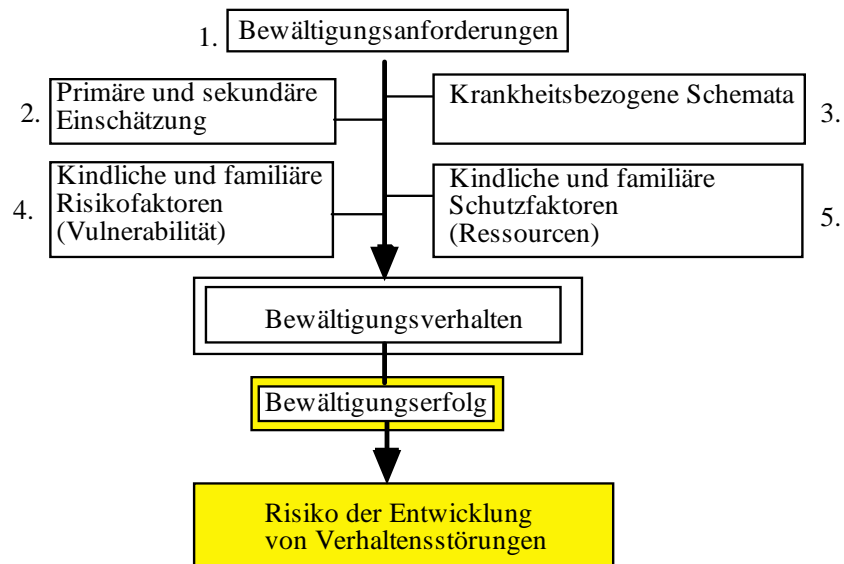 1. Bewältigungsanforderungen
2. Primäre und sekundäre
Einschätzung
Krankheitsbezogene Schemata 3.
4. Kindliche und familiäre
Risikofaktoren
(Vulnerabilität)
Kindliche und familiäre
Schutzfaktoren
(Ressourcen) 5.
Bewältigungsverhalten
Bewältigungserfolg
Risiko der Entwicklung
von Verhaltensstörungen